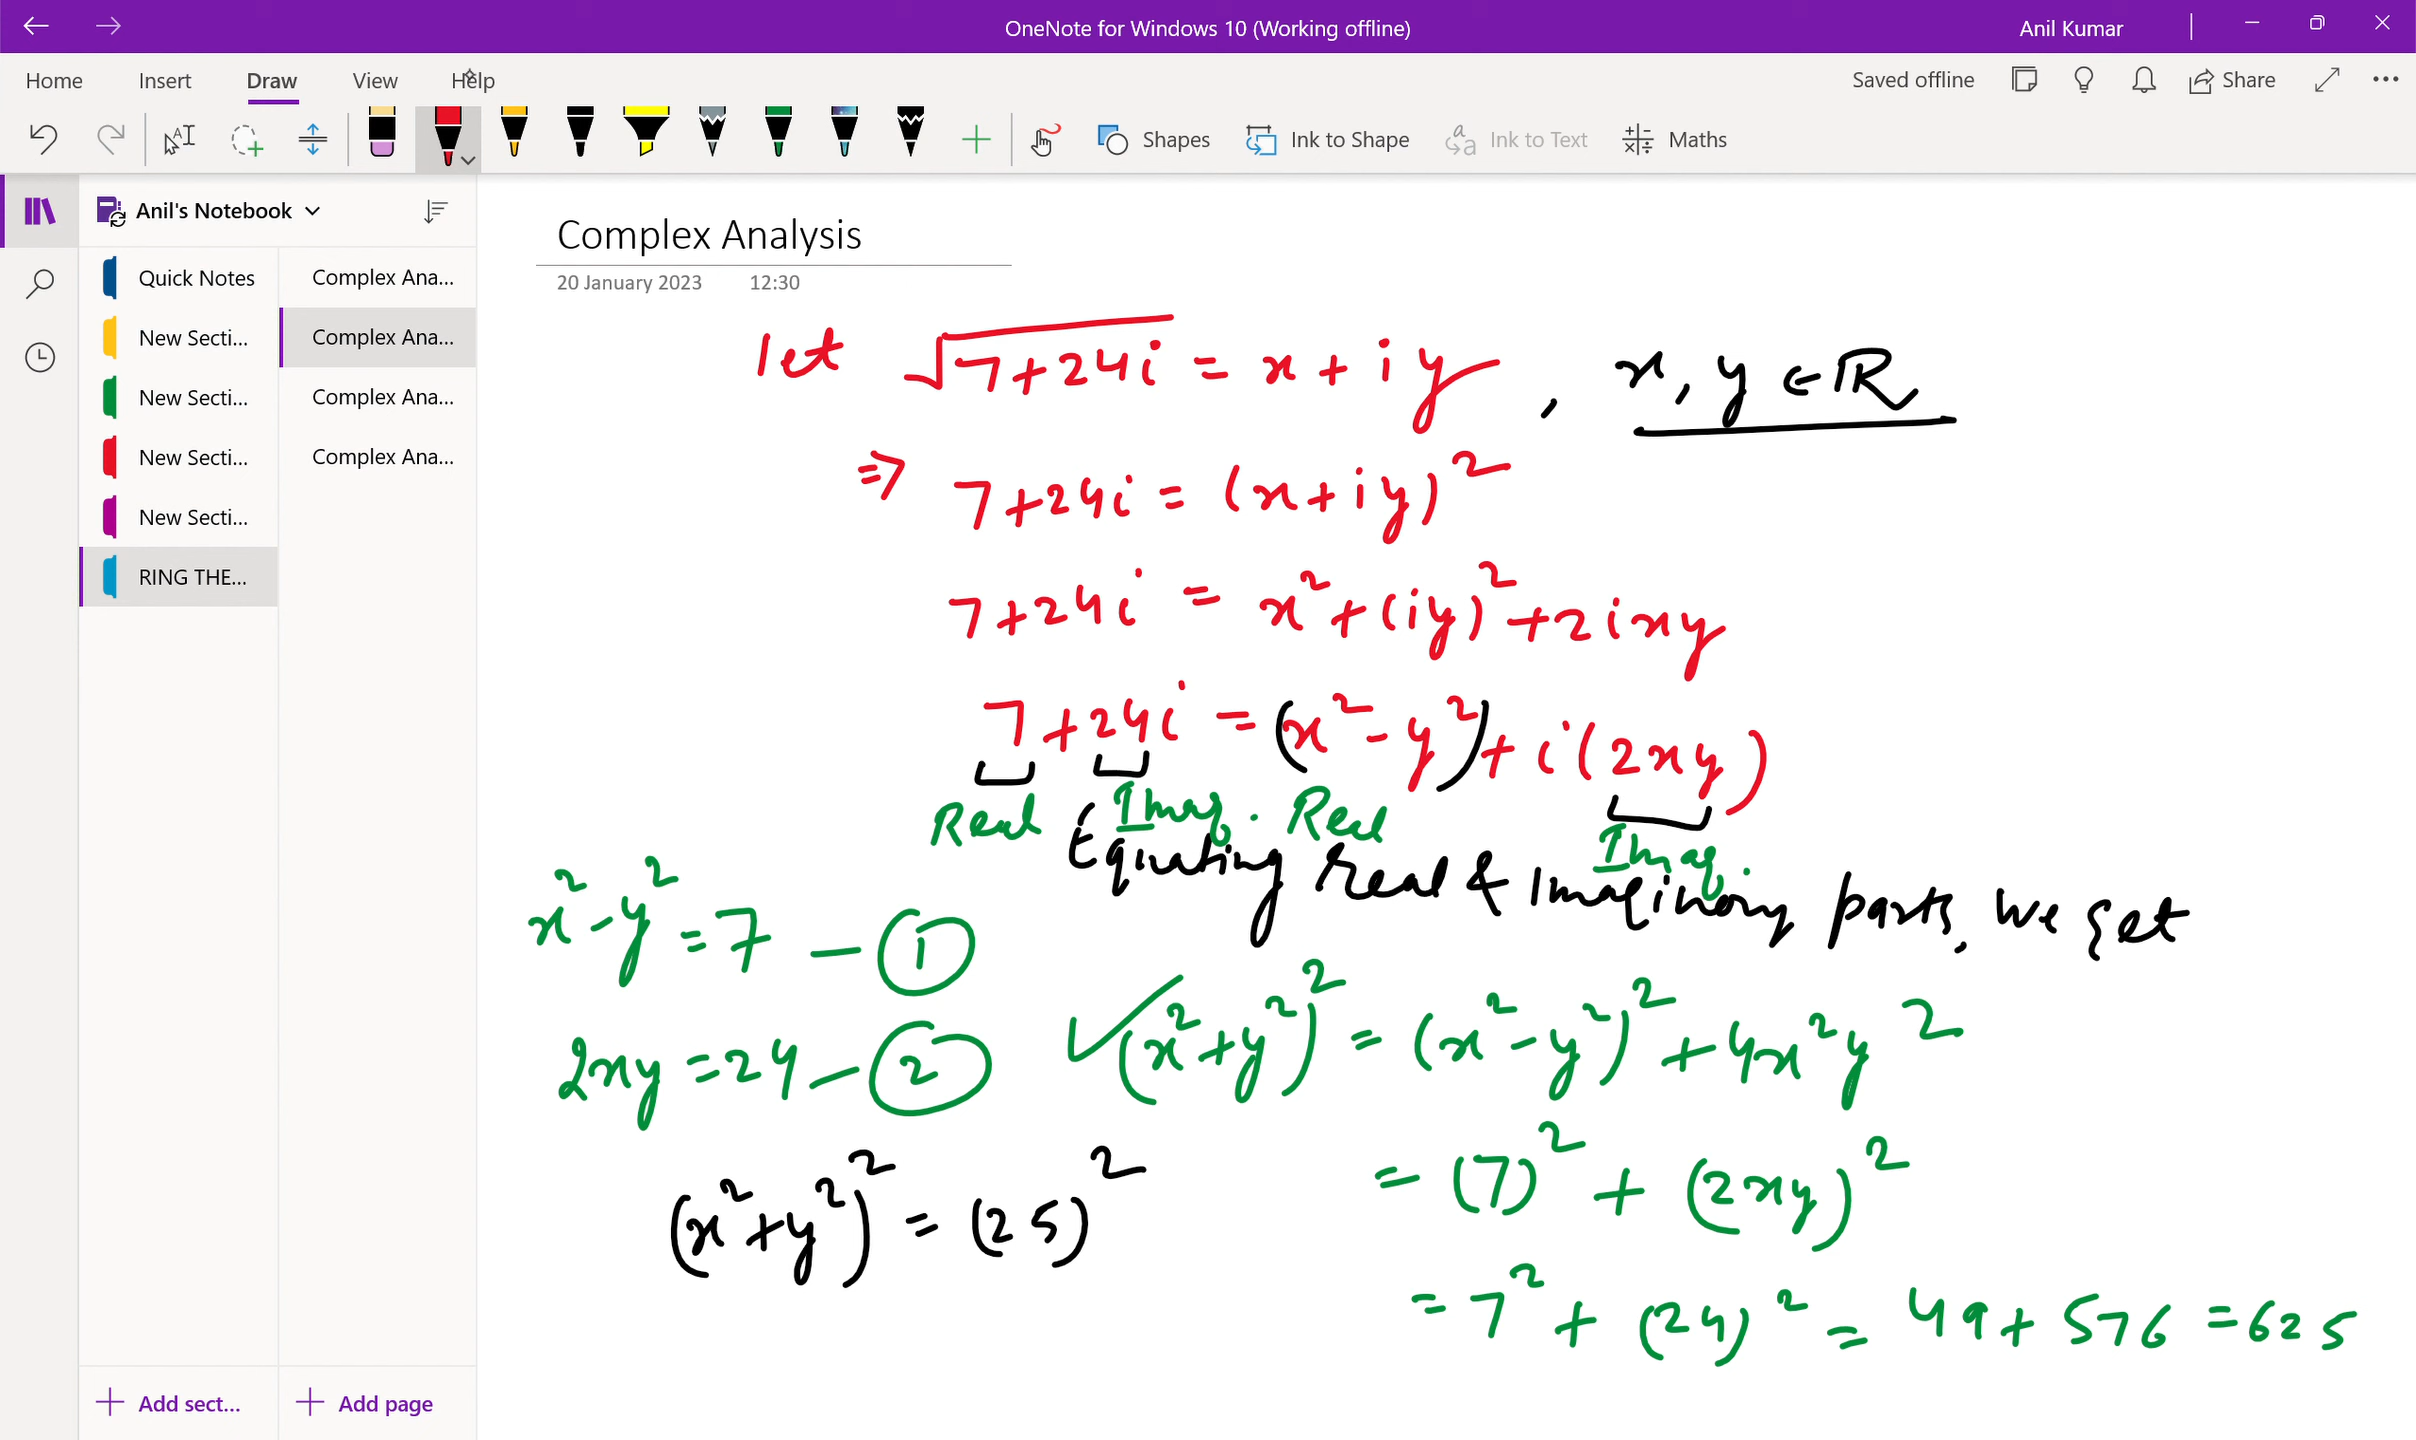 OneNote for Windows 10 (Working offline)
Anil Kumar
Home Insert Draw View Help
Saved offline Share
Shapes Ink to Shape Ink to Text Maths
Anil's Notebook
Quick Notes
New Secti...
New Secti...
New Secti...
New Secti...
RING THE...
Complex Ana...
Complex Ana...
Complex Ana...
Complex Ana...
Add sect...
Add page
Complex Analysis
20 January 2023 12:30
let √7+24i = x+iy , x, y ∈ ℝ
⇒ 7+24i = (x+iy)²
7+24i = x²+(iy)²+2ixy
7+24i = (x²-y²)+i(2xy)
Real Imag. Real Imag.
Equating real & Imaginary parts, we get
x²-y²=7 — ①
2xy=24 — ②
✓(x²+y²)² = (x²-y²)²+4x²y²
= (7)² + (2xy)²
= 7² + (24)² = 49+576 = 625
(x²+y²)² = (25)²